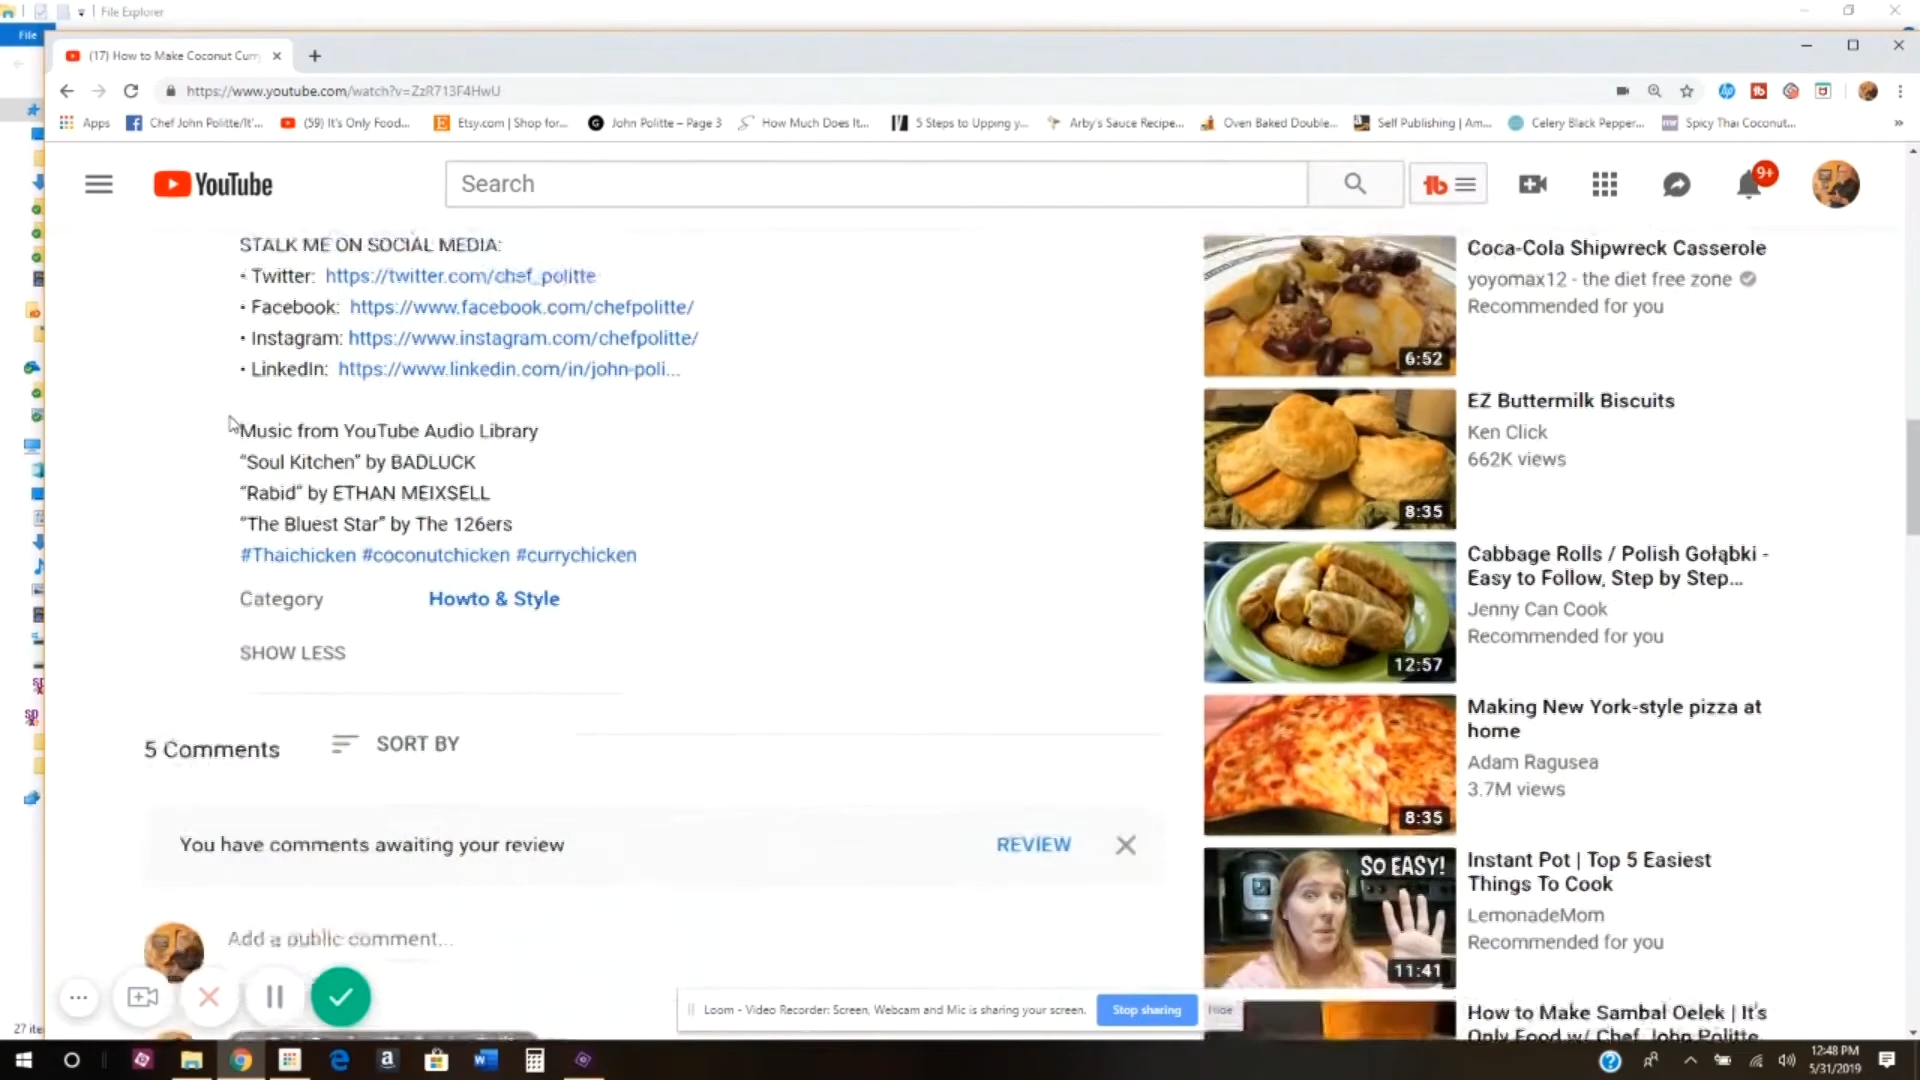 File Explorer
File
(17) How to Make Coconut Curr
https://www.youtube.com/watch?v=ZzR713F4HwU
Apps
Chef John Politte/It'...
(59) It's Only Food...
Etsy.com | Shop for...
John Politte – Page 3
How Much Does It...
5 Steps to Upping y...
Arby's Sauce Recipe...
Oven Baked Double...
Self Publishing | Am...
Celery Black Pepper...
Spicy Thai Coconut...
»
YouTube
Search
9+
STALK ME ON SOCIAL MEDIA:
• Twitter: https://twitter.com/chef_politte
• Facebook: https://www.facebook.com/chefpolitte/
• Instagram: https://www.instagram.com/chefpolitte/
• LinkedIn: https://www.linkedin.com/in/john-poli...
Music from YouTube Audio Library
“Soul Kitchen” by BADLUCK
“Rabid” by ETHAN MEIXSELL
“The Bluest Star” by The 126ers
#Thaichicken #coconutchicken #currychicken
Category Howto & Style
SHOW LESS
5 Comments
SORT BY
You have comments awaiting your review
REVIEW
Add a public comment...
Coca-Cola Shipwreck Casserole
yoyomax12 - the diet free zone
Recommended for you
6:52
EZ Buttermilk Biscuits
Ken Click
662K views
8:35
Cabbage Rolls / Polish Gołąbki -
Easy to Follow, Step by Step...
Jenny Can Cook
Recommended for you
12:57
Making New York-style pizza at
home
Adam Ragusea
3.7M views
8:35
SO EASY!
Instant Pot | Top 5 Easiest
Things To Cook
LemonadeMom
Recommended for you
11:41
How to Make Sambal Oelek | It's
Only Food w/ Chef John Politte
Loom - Video Recorder: Screen, Webcam and Mic is sharing your screen.
Stop sharing
Hide
27 ite
12:48 PM
5/31/2019